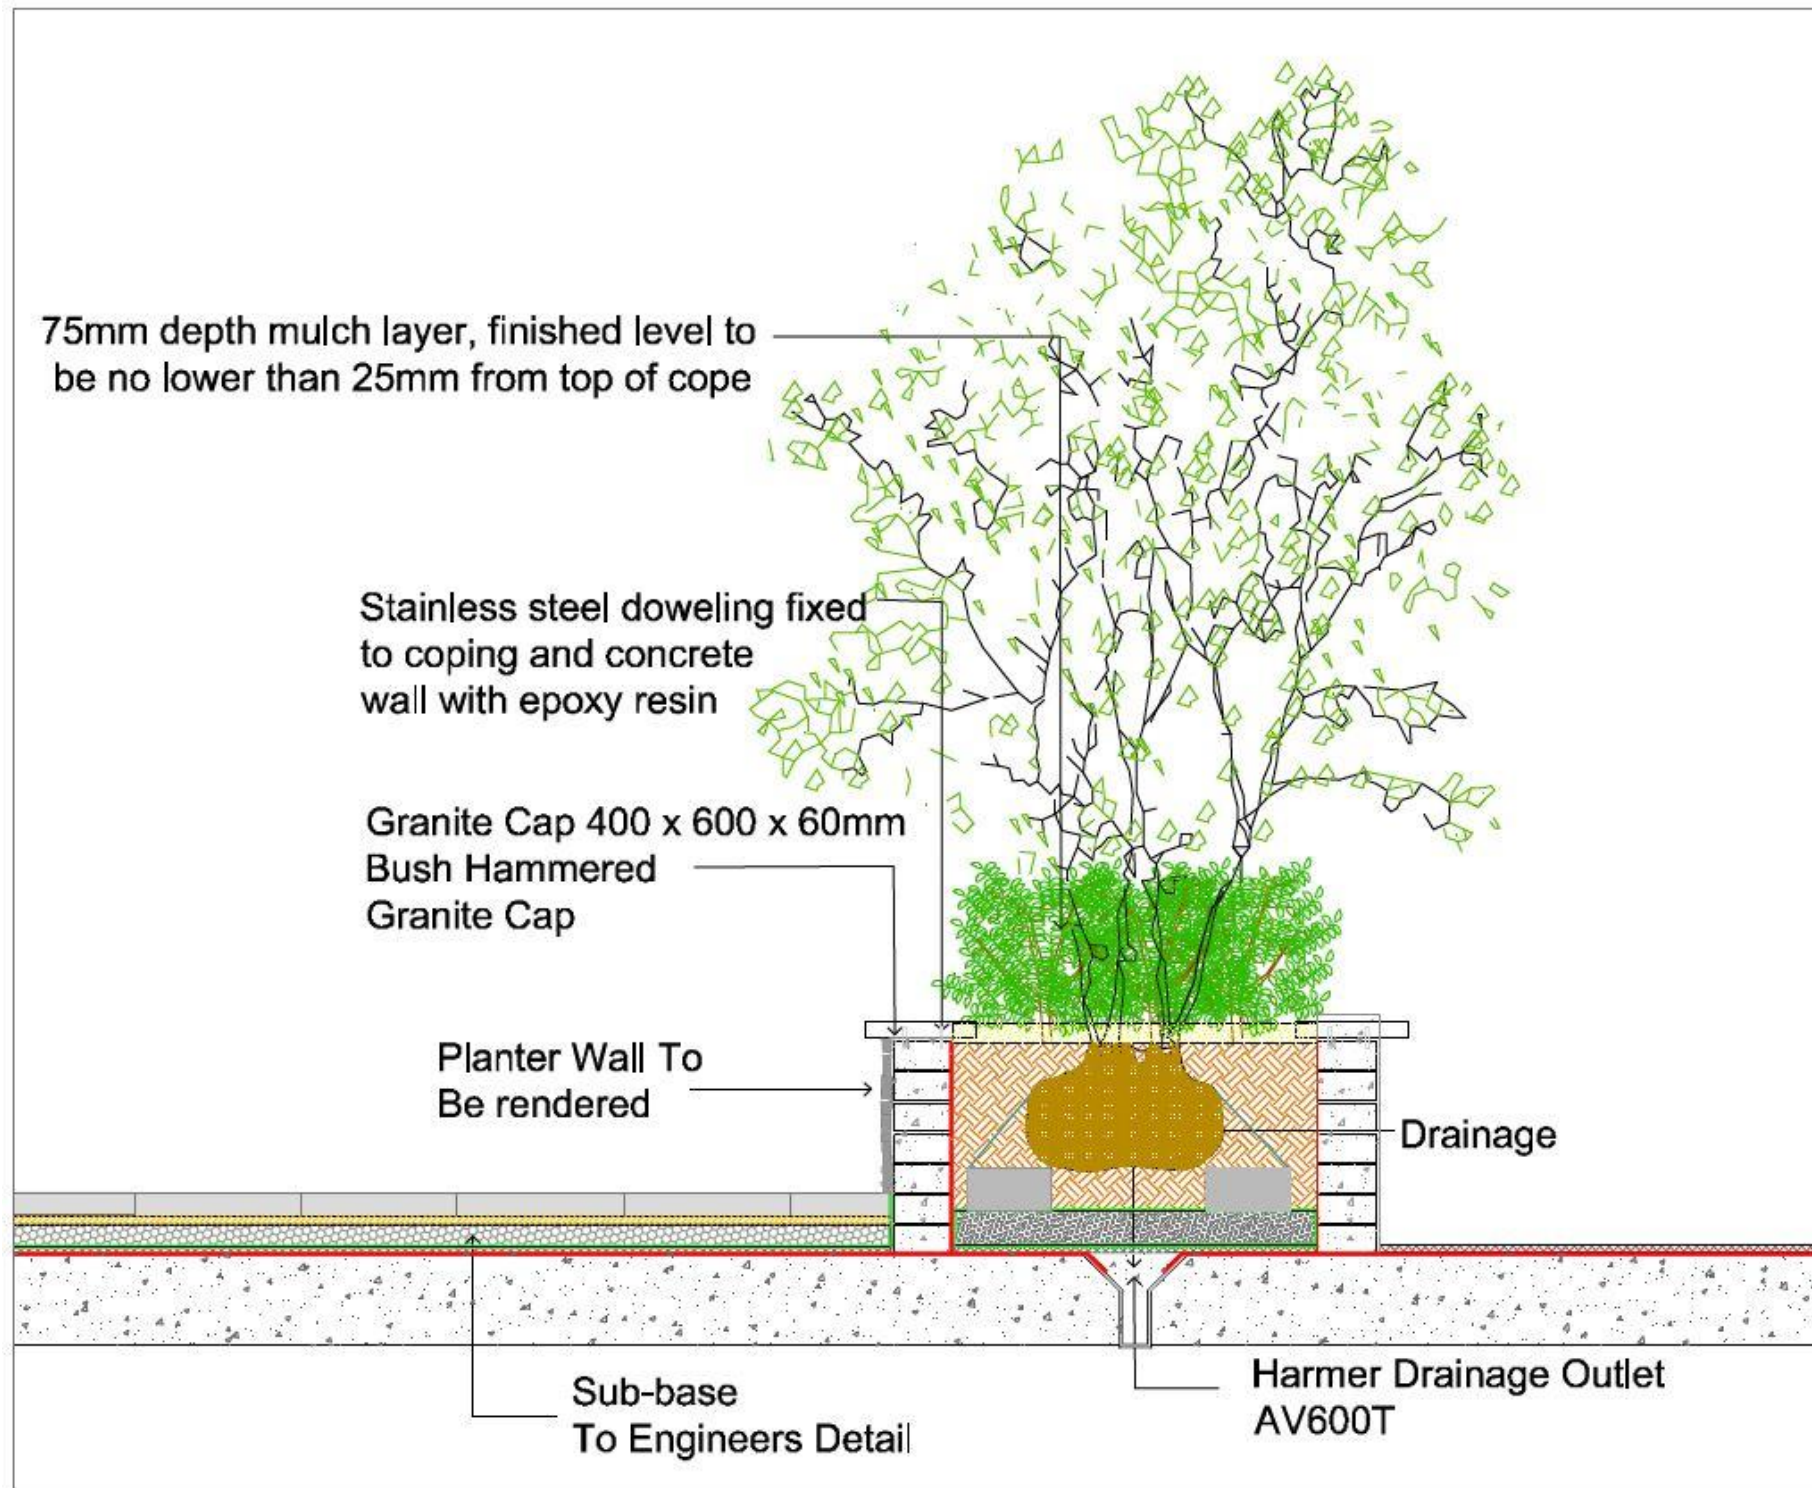 75mm depth mulch layer, finished level to
be no lower than 25mm from top of cope
Stainless steel doweling fixed
to coping and concrete
wall with epoxy resin
Granite Cap 400 x 600 x 60mm
Bush Hammered
Granite Cap
Planter Wall To
Be rendered
Drainage
Sub-base
To Engineers Detail
Harmer Drainage Outlet
AV600T